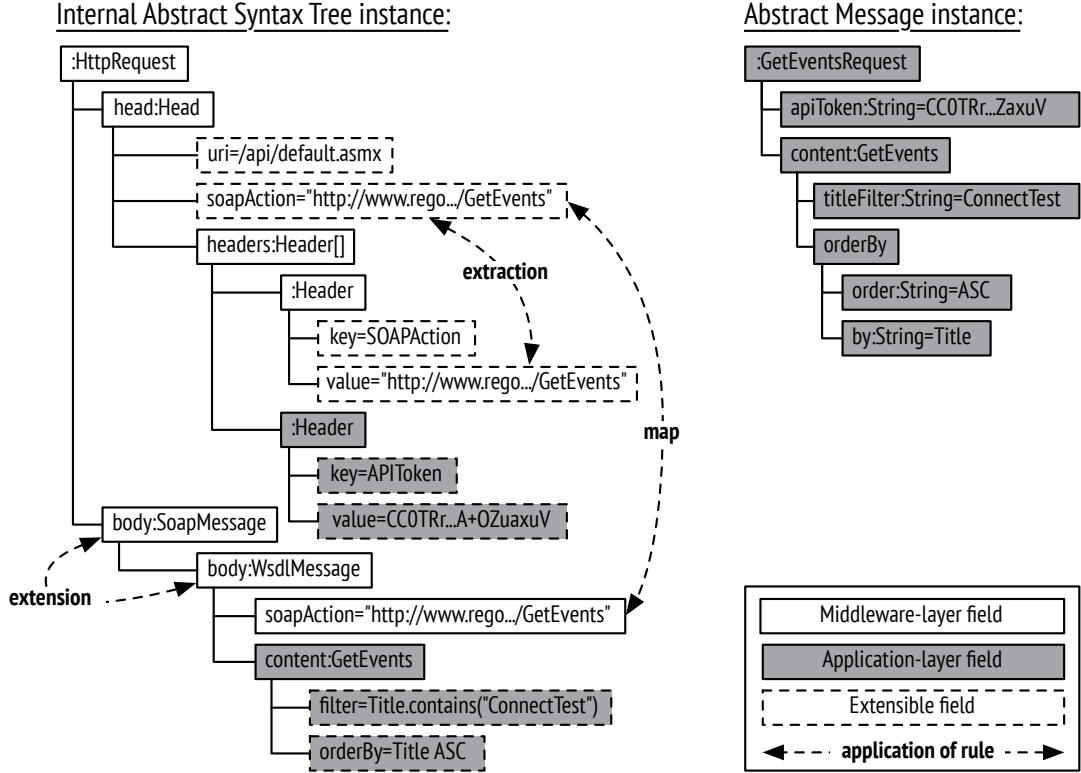 Internal Abstract Syntax Tree instance:
:HttpRequest
head:Head
uri=/api/default.asmx
soapAction="http://www.rego.../GetEvents"
headers:Header[]
extraction
:Header
key=SOAPAction
value="http://www.rego.../GetEvents"
map
:Header
key=APIToken
value=CC0TRr...A+OZuaxuV
body:SoapMessage
body:WsdlMessage
extension
soapAction="http://www.rego.../GetEvents"
content:GetEvents
filter=Title.contains("ConnectTest")
orderBy=Title ASC
Abstract Message instance:
:GetEventsRequest
apiToken:String=CC0TRr...ZaxuV
content:GetEvents
titleFilter:String=ConnectTest
orderBy
order:String=ASC
by:String=Title
Middleware-layer field
Application-layer field
Extensible field
application of rule